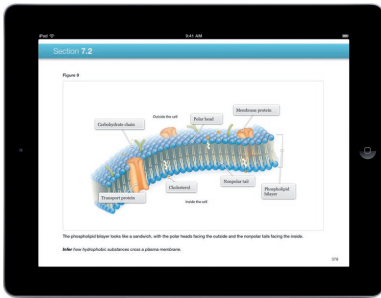 iPad
9:41 AM
Section 7.2
Figure 8
Outside the cell
Carbohydrate chain
Polar head
Membrane protein
Transport protein
Cholesterol
Inside the cell
Nonpolar tail
Phospholipid
bilayer
The phospholipid bilayer looks like a sandwich, with the polar heads facing the outside and the nonpolar tails facing the inside.
Infer how hydrophobic substances cross a plasma membrane.